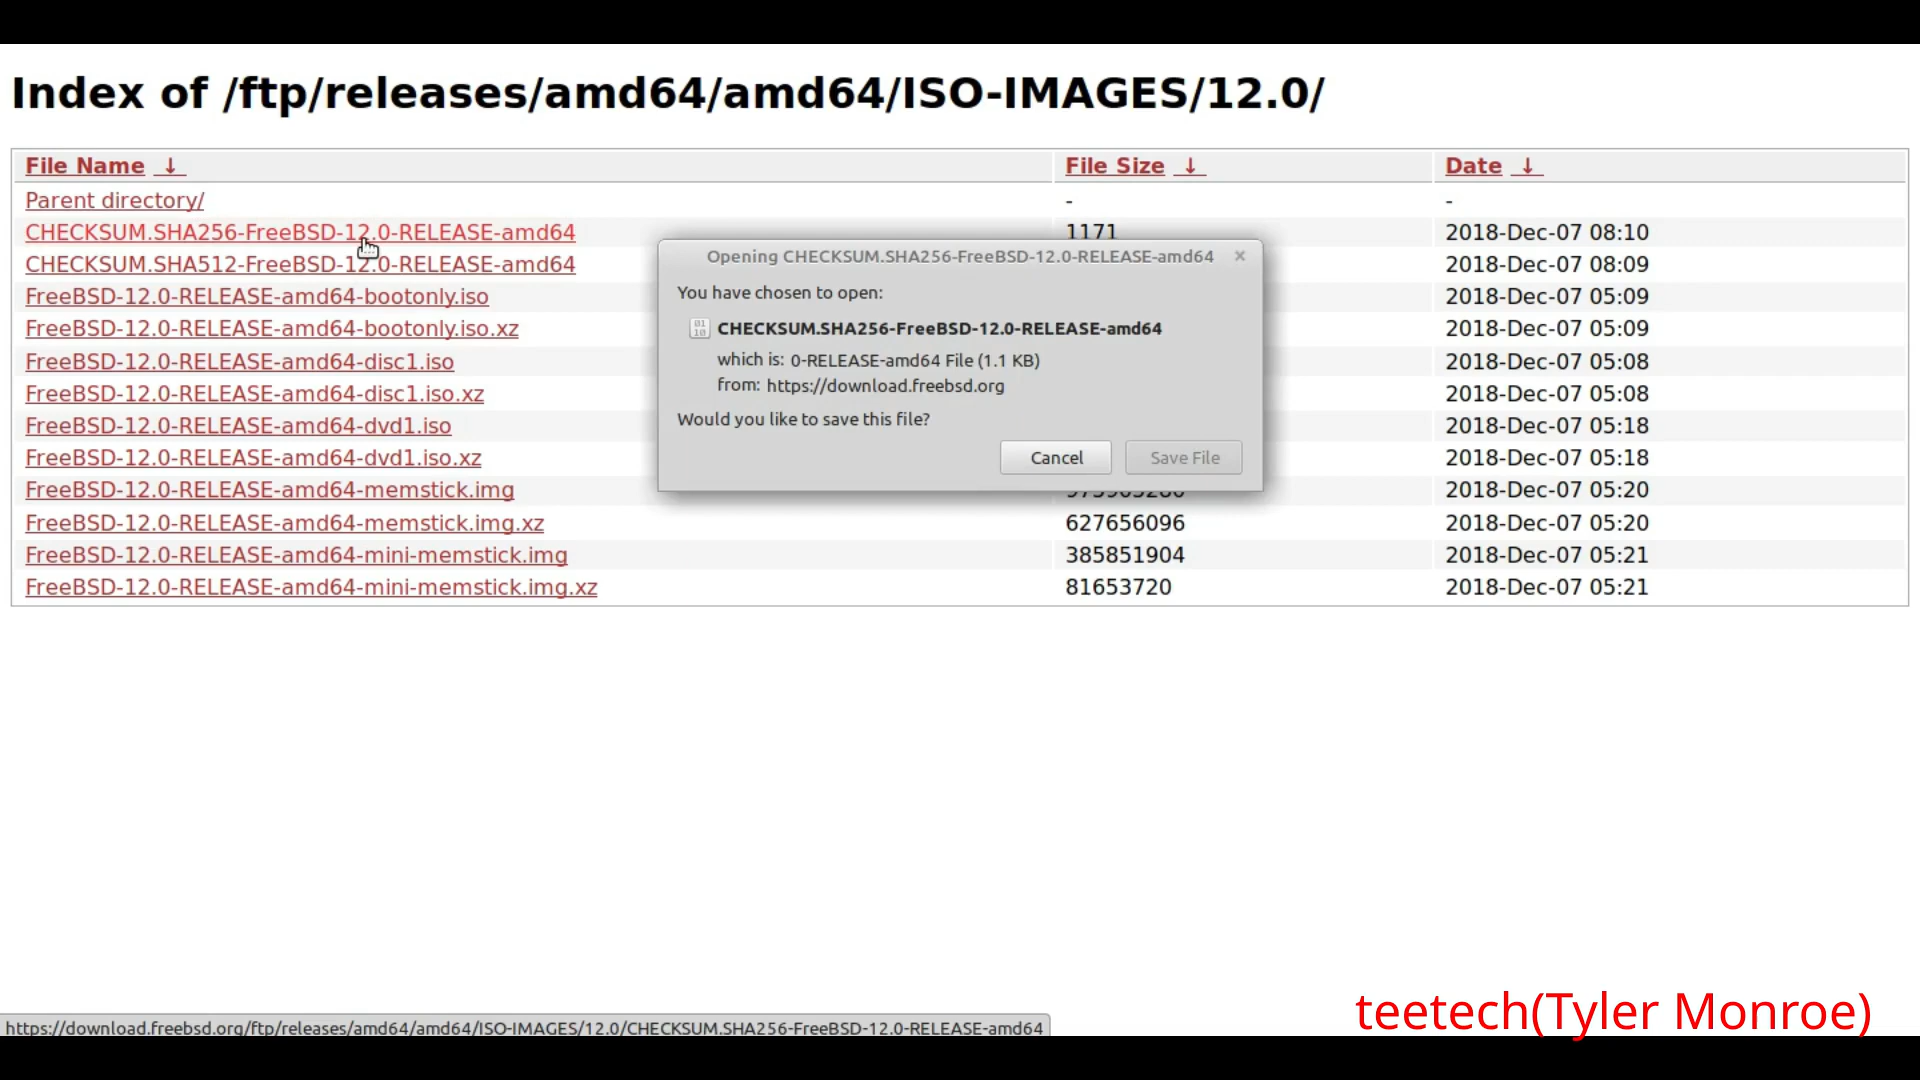 Index of /ftp/releases/amd64/amd64/ISO-IMAGES/12.0/
File Name ↓ File Size ↓ Date ↓
Parent directory/ - -
CHECKSUM.SHA256-FreeBSD-12.0-RELEASE-amd64 1171 2018-Dec-07 08:10
CHECKSUM.SHA512-FreeBSD-12.0-RELEASE-amd64 2018-Dec-07 08:09
FreeBSD-12.0-RELEASE-amd64-bootonly.iso 2018-Dec-07 05:09
FreeBSD-12.0-RELEASE-amd64-bootonly.iso.xz 2018-Dec-07 05:09
FreeBSD-12.0-RELEASE-amd64-disc1.iso 2018-Dec-07 05:08
FreeBSD-12.0-RELEASE-amd64-disc1.iso.xz 2018-Dec-07 05:08
FreeBSD-12.0-RELEASE-amd64-dvd1.iso 2018-Dec-07 05:18
FreeBSD-12.0-RELEASE-amd64-dvd1.iso.xz 2018-Dec-07 05:18
FreeBSD-12.0-RELEASE-amd64-memstick.img 2018-Dec-07 05:20
FreeBSD-12.0-RELEASE-amd64-memstick.img.xz 627656096 2018-Dec-07 05:20
FreeBSD-12.0-RELEASE-amd64-mini-memstick.img 385851904 2018-Dec-07 05:21
FreeBSD-12.0-RELEASE-amd64-mini-memstick.img.xz 81653720 2018-Dec-07 05:21
Opening CHECKSUM.SHA256-FreeBSD-12.0-RELEASE-amd64 ×
You have chosen to open:
CHECKSUM.SHA256-FreeBSD-12.0-RELEASE-amd64
which is: 0-RELEASE-amd64 File (1.1 KB)
from: https://download.freebsd.org
Would you like to save this file?
Cancel Save File
teetech(Tyler Monroe)
https://download.freebsd.org/ftp/releases/amd64/amd64/ISO-IMAGES/12.0/CHECKSUM.SHA256-FreeBSD-12.0-RELEASE-amd64